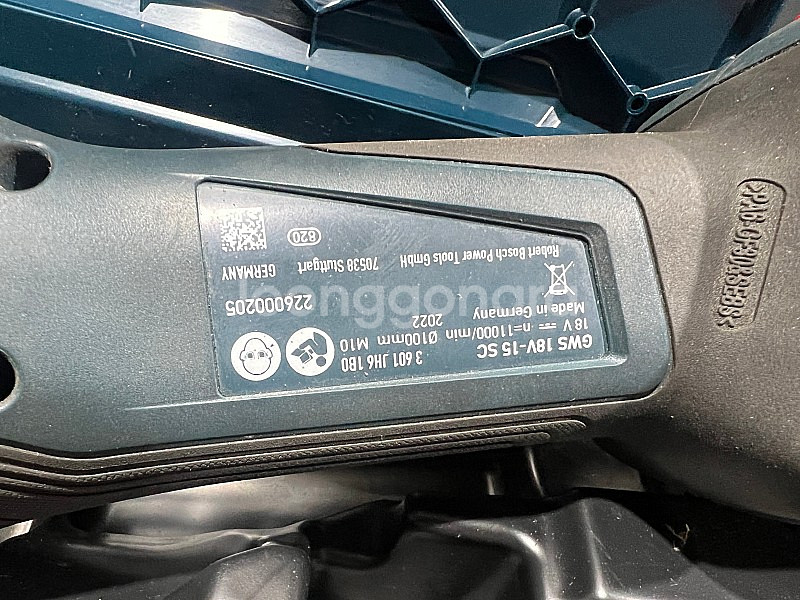 GWS 18V-15 SC
3 601 JH6 1B0
18 V ⎓ n=11000/min Ø100mm M10
Made in Germany
2022
226000205
Robert Bosch Power Tools GmbH
70538 Stuttgart
GERMANY
820
joonggonara